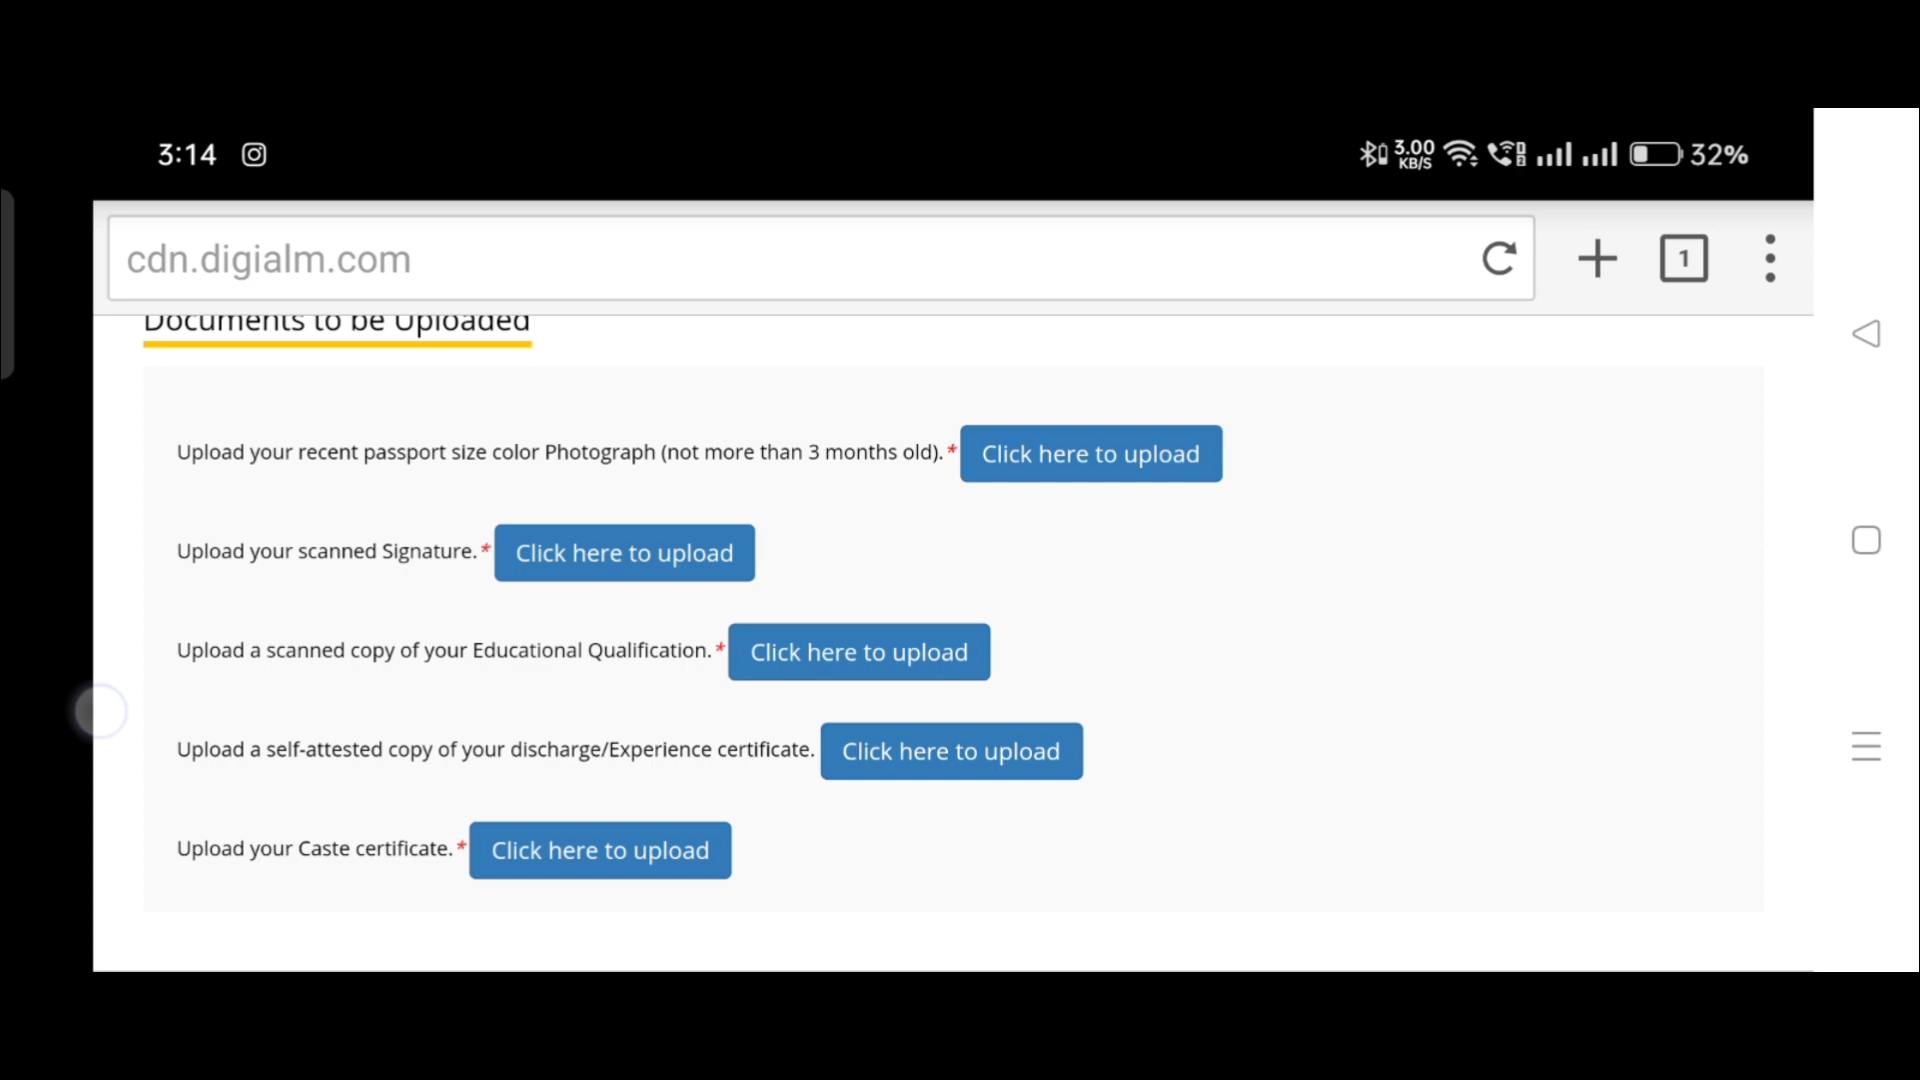 3:14 3.00 KB/S 32%
cdn.digialm.com 1
Documents to be Uploaded
Upload your recent passport size color Photograph (not more than 3 months old).* Click here to upload
Upload your scanned Signature.* Click here to upload
Upload a scanned copy of your Educational Qualification.* Click here to upload
Upload a self-attested copy of your discharge/Experience certificate. Click here to upload
Upload your Caste certificate.* Click here to upload